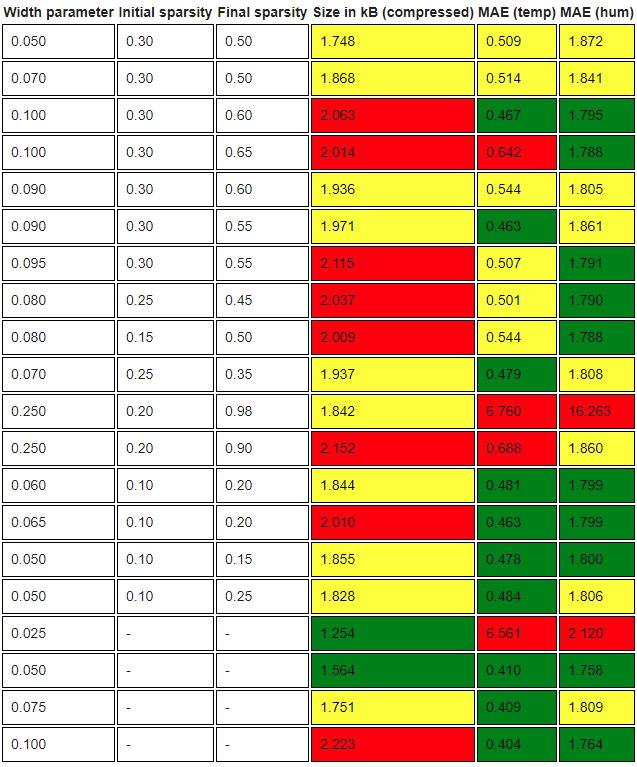 Width parameter Initial sparsity Final sparsity Size in kB (compressed) MAE (temp) MAE (hum)
0.050 0.30 0.50 1.748 0.509 1.872
0.070 0.30 0.50 1.868 0.514 1.841
0.100 0.30 0.60 2.063 0.467 1.795
0.100 0.30 0.65 2.014 0.642 1.788
0.090 0.30 0.60 1.936 0.544 1.805
0.090 0.30 0.55 1.971 0.463 1.861
0.095 0.30 0.55 2.115 0.507 1.791
0.080 0.25 0.45 2.037 0.501 1.790
0.080 0.15 0.50 2.009 0.544 1.788
0.070 0.25 0.35 1.937 0.479 1.808
0.250 0.20 0.98 1.842 6.760 16.263
0.250 0.20 0.90 2.152 0.688 1.860
0.060 0.10 0.20 1.844 0.481 1.799
0.065 0.10 0.20 2.010 0.463 1.799
0.050 0.10 0.15 1.855 0.478 1.800
0.050 0.10 0.25 1.828 0.484 1.806
0.025 - - 1.254 6.561 2.120
0.050 - - 1.564 0.410 1.758
0.075 - - 1.751 0.409 1.809
0.100 - - 2.223 0.404 1.764